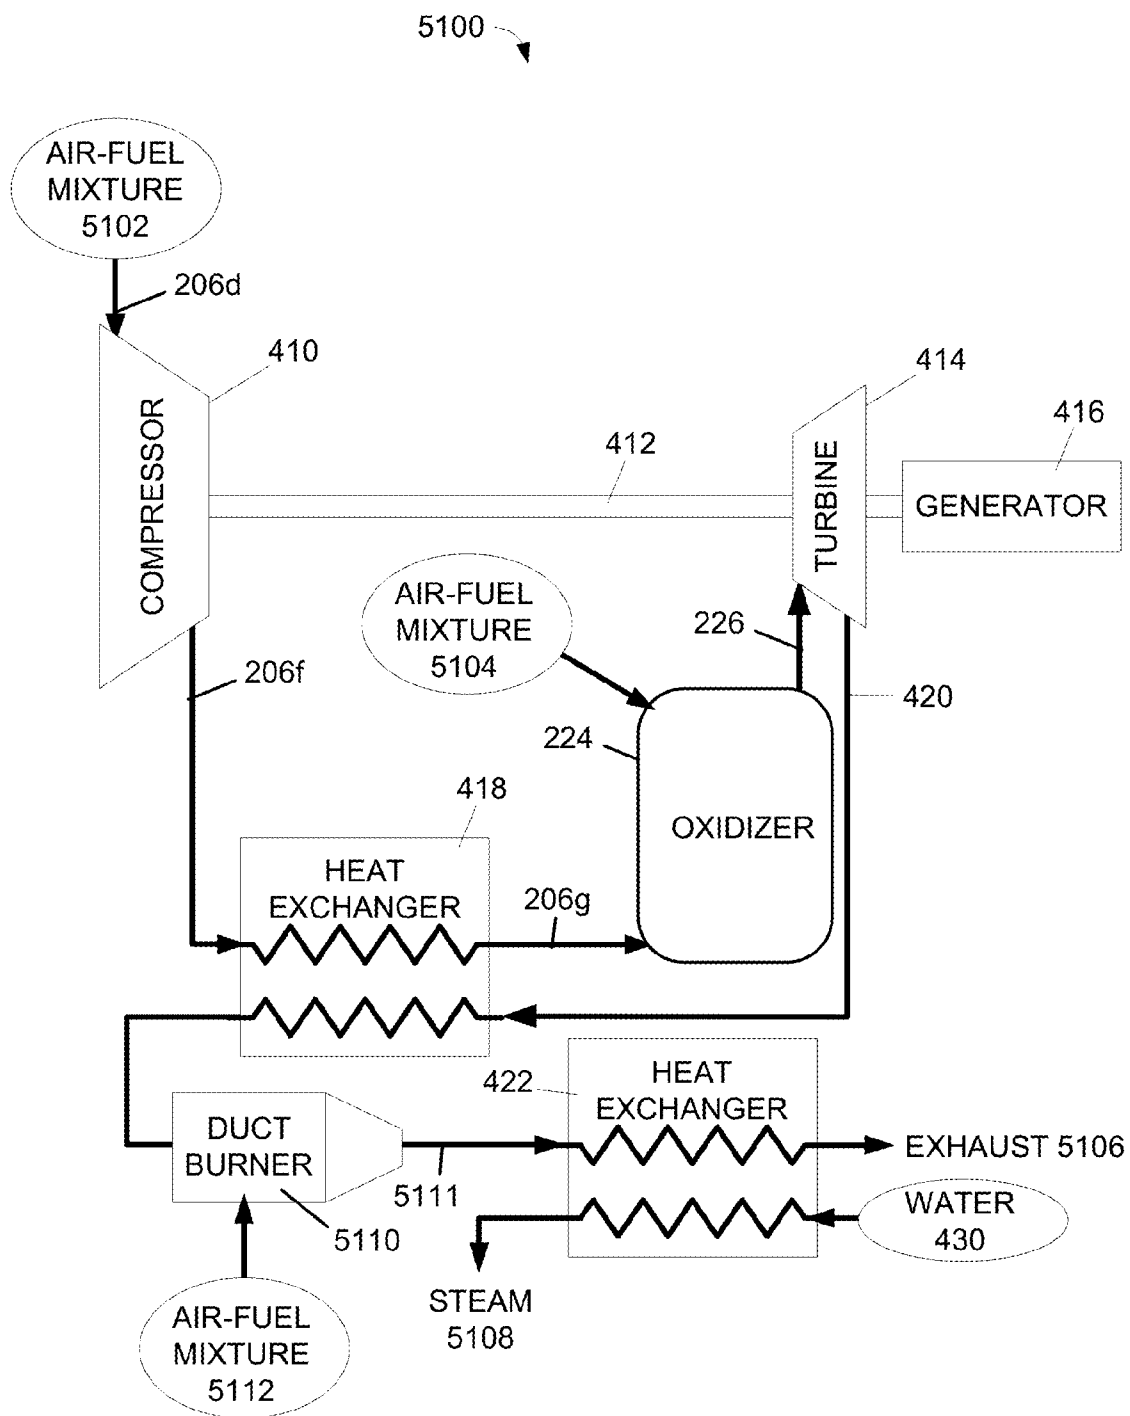 5100
AIR-FUEL
MIXTURE
5102
206d
410
414
416
COMPRESSOR
412
TURBINE
GENERATOR
AIR-FUEL
MIXTURE
5104
226
206f
420
224
418
OXIDIZER
HEAT
EXCHANGER
206g
422
HEAT
EXCHANGER
DUCT
BURNER
5111
EXHAUST 5106
5110
WATER
430
STEAM
5108
AIR-FUEL
MIXTURE
5112